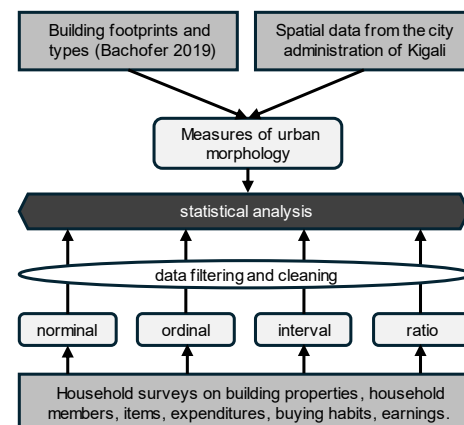 Building footprints and
types (Bachofer 2019)
Spatial data from the city
administration of Kigali
Measures of urban
morphology
statistical analysis
data filtering and cleaning
norminal
ordinal
interval
ratio
Household surveys on building properties, household
members, items, expenditures, buying habits, earnings.